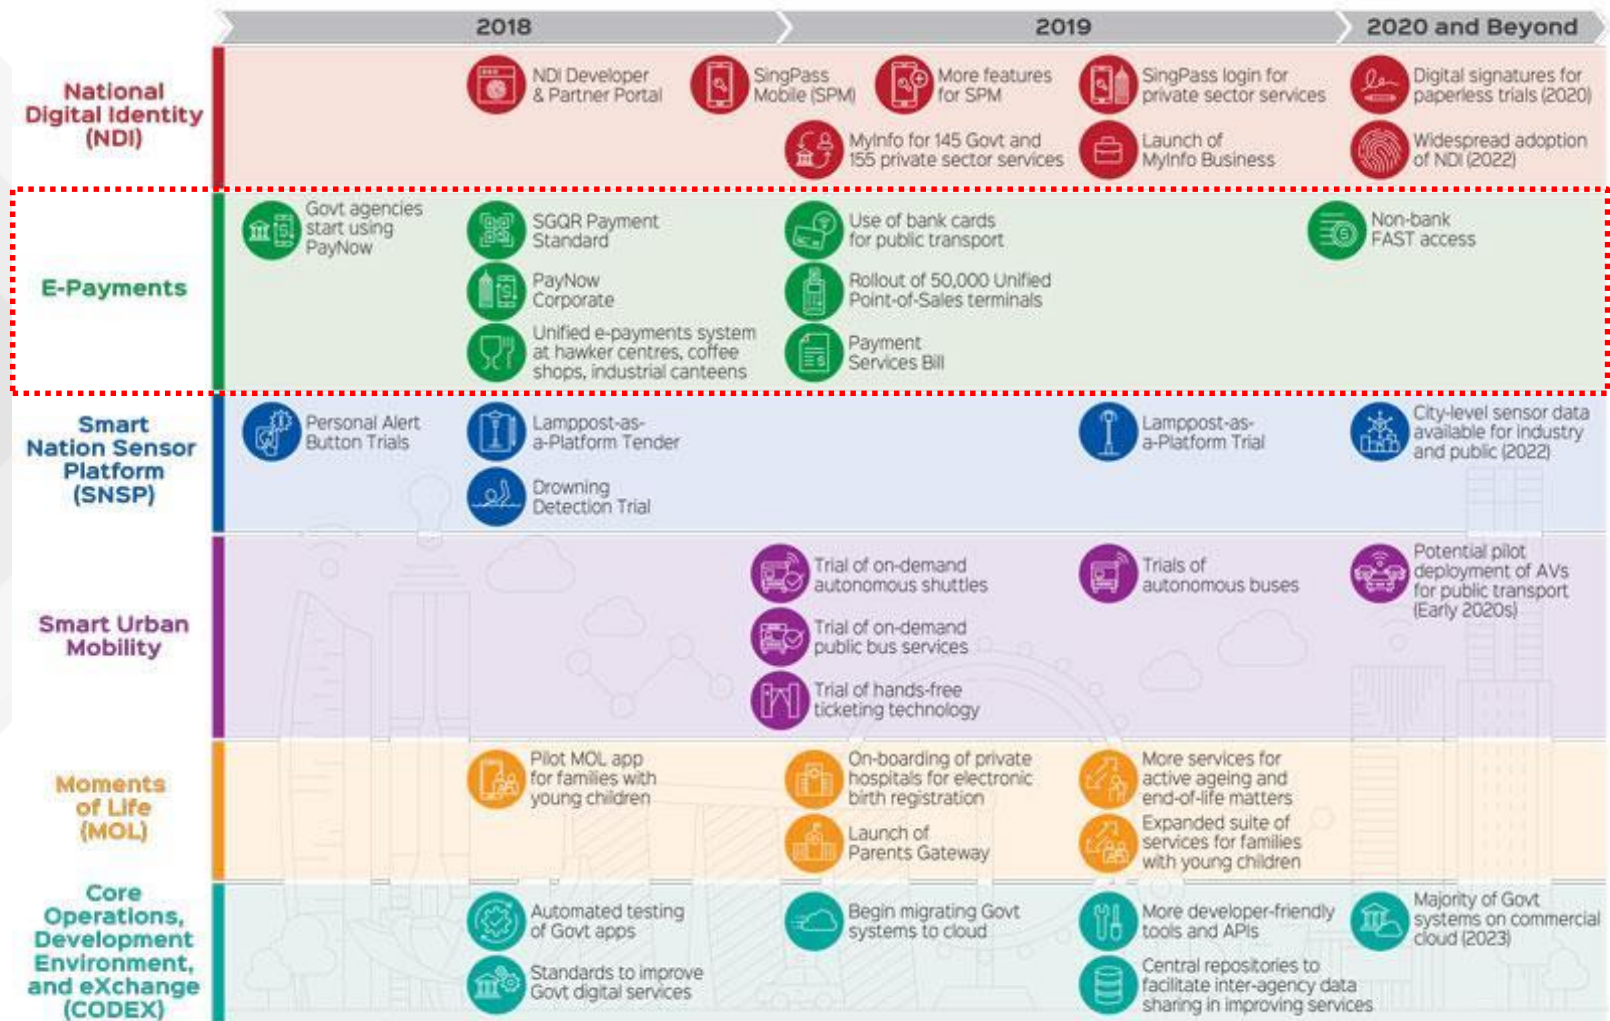 2018
2019
2020 and Beyond
National
Digital Identity
(NDI)
NDI Developer
& Partner Portal
SingPass
Mobile (SPM)
More features
for SPM
SingPass login for
private sector services
Digital signatures for
paperless trials (2020)
MyInfo for 145 Govt and
155 private sector services
Launch of
MyInfo Business
Widespread adoption
of NDI (2022)
E-Payments
Govt agencies
start using
PayNow
SGQR Payment
Standard
Use of bank cards
for public transport
Non-bank
FAST access
PayNow
Corporate
Rollout of 50,000 Unified
Point-of-Sales terminals
Unified e-payments system
at hawker centres, coffee
shops, industrial canteens
Payment
Services Bill
Smart
Nation Sensor
Platform
(SNSP)
Personal Alert
Button Trials
Lamppost-as-
a-Platform Tender
Lamppost-as-
a-Platform Trial
City-level sensor data
available for industry
and public (2022)
Drowning
Detection Trial
Smart Urban
Mobility
Trial of on-demand
autonomous shuttles
Trials of
autonomous buses
Potential pilot
deployment of AVs
for public transport
(Early 2020s)
Trial of on-demand
public bus services
Trial of hands-free
ticketing technology
Moments
of Life
(MOL)
Pilot MOL app
for families with
young children
On-boarding of private
hospitals for electronic
birth registration
More services for
active ageing and
end-of-life matters
Launch of
Parents Gateway
Expanded suite of
services for families
with young children
Core
Operations,
Development
Environment,
and eXchange
(CODEX)
Automated testing
of Govt apps
Begin migrating Govt
systems to cloud
More developer-friendly
tools and APIs
Majority of Govt
systems on commercial
cloud (2023)
Standards to improve
Govt digital services
Central repositories to
facilitate inter-agency data
sharing in improving services